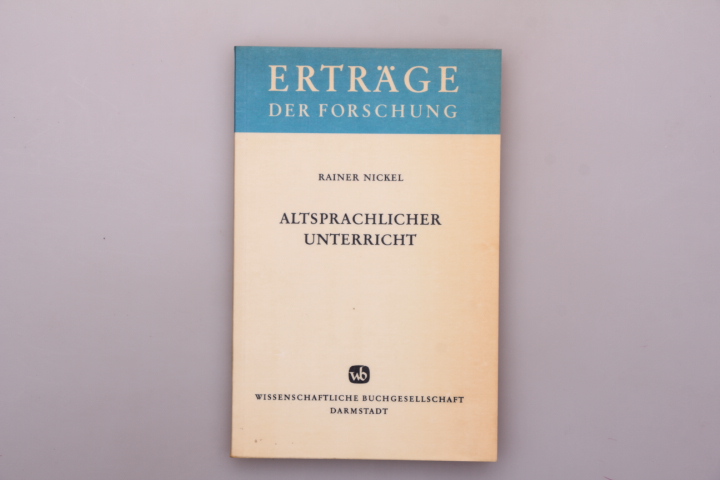 ERTRÄGE
DER FORSCHUNG
RAINER NICKEL
ALTSPRACHLICHER
UNTERRICHT
wb
WISSENSCHAFTLICHE BUCHGESELLSCHAFT
DARMSTADT